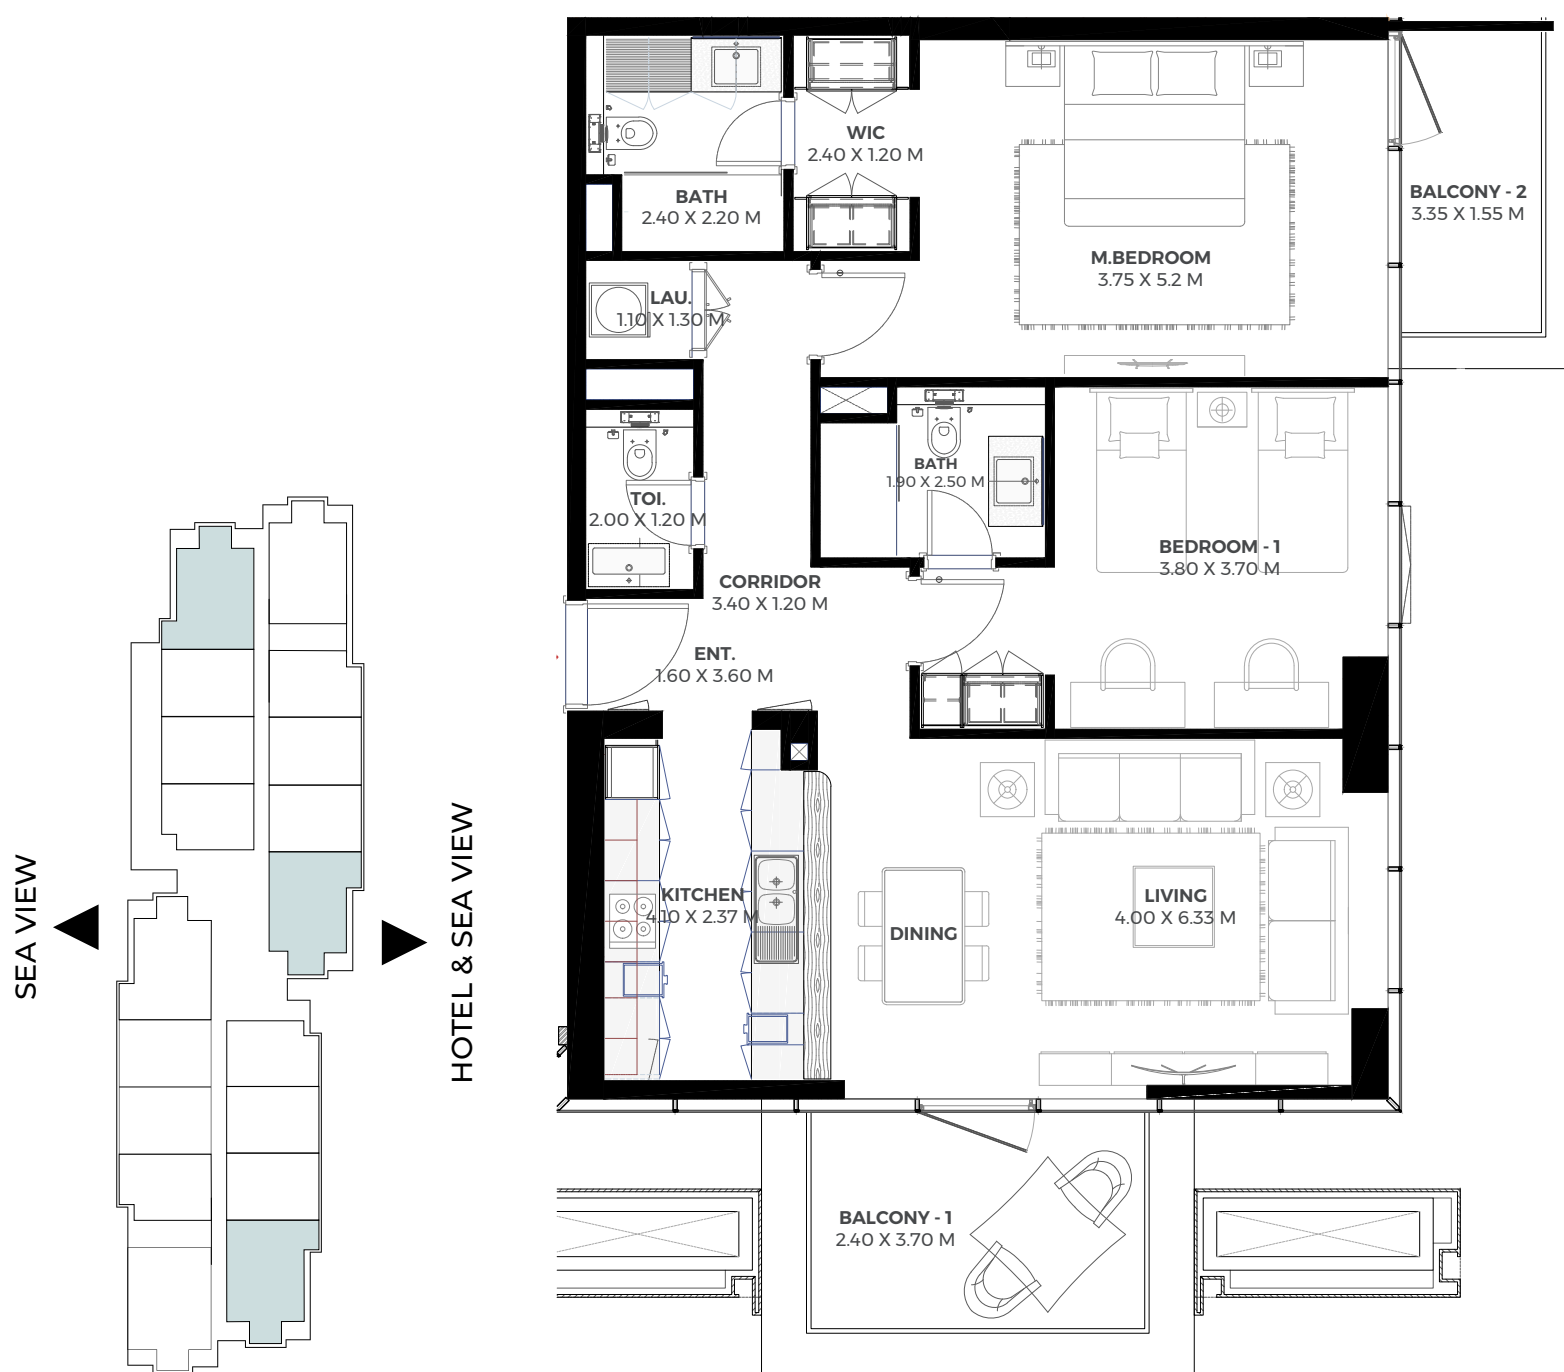 WIC
2.40 X 1.20 M
BATH
2.40 X 2.20 M
BALCONY - 2
3.35 X 1.55 M
M.BEDROOM
3.75 X 5.2 M
LAU.
1.10 X 1.30 M
BATH
1.90 X 2.50 M
TOI.
2.00 X 1.20 M
BEDROOM - 1
3.80 X 3.70 M
CORRIDOR
3.40 X 1.20 M
ENT.
1.60 X 3.60 M
SEA VIEW
HOTEL & SEA VIEW
KITCHEN
4.10 X 2.37 M
LIVING
4.00 X 6.33 M
DINING
BALCONY - 1
2.40 X 3.70 M